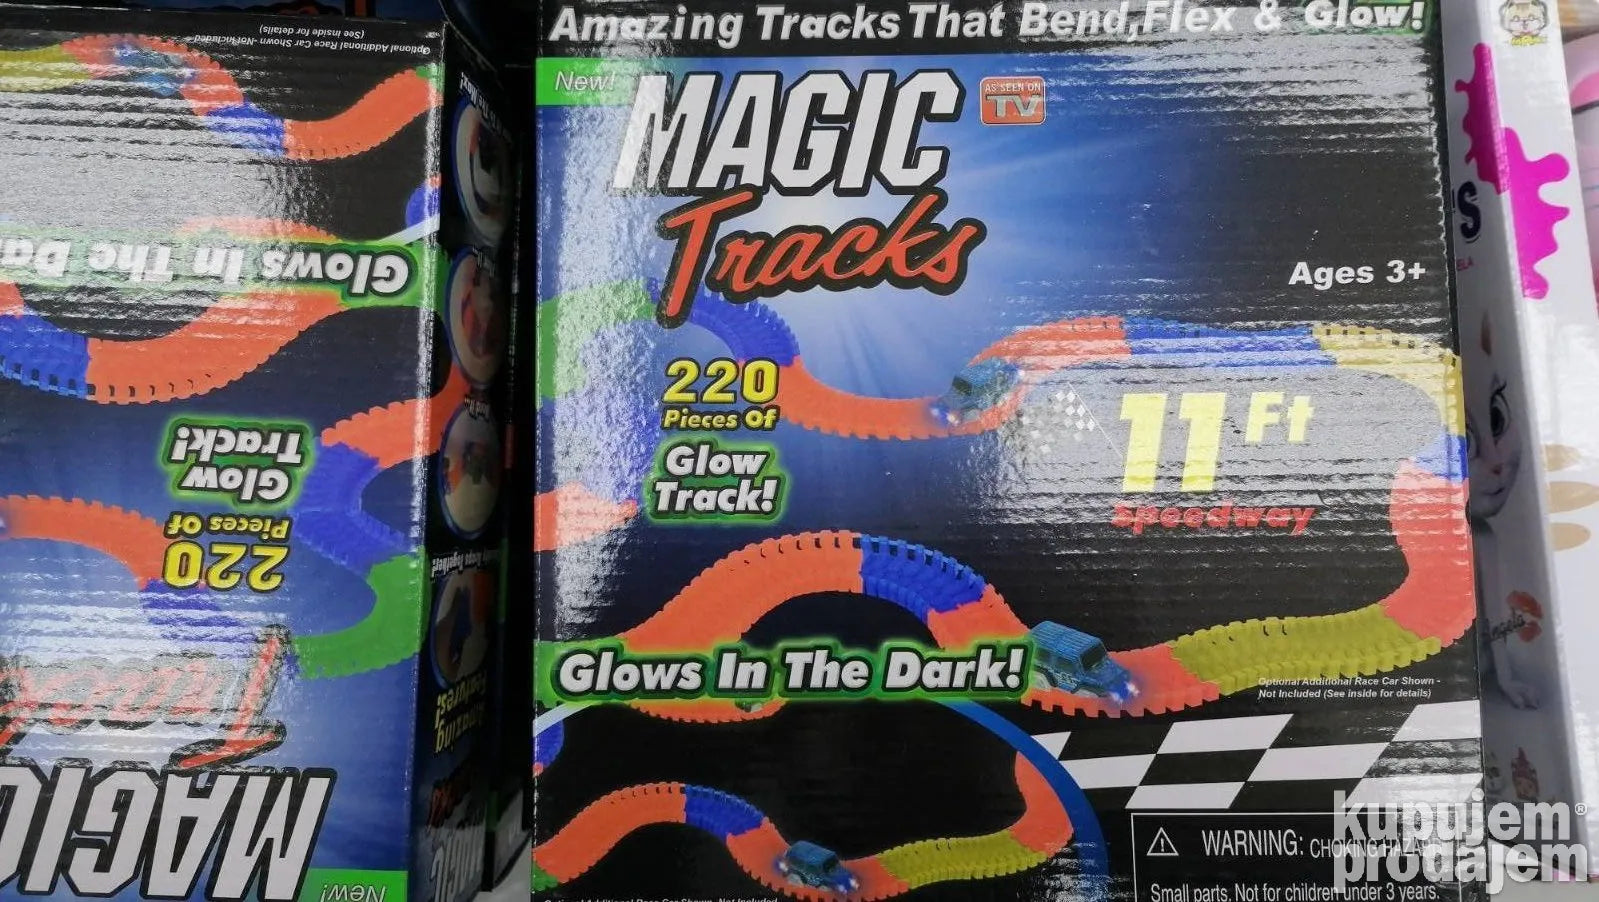 Amazing Tracks That Bend, Flex & Glow!
New!
MAGIC
Tracks
AS SEEN ON
TV
Ages 3+
220
Pieces Of
Glow
Track!
11 Ft
Speedway
Glows In The Dark!
Optional Additional Race Car Shown -
Not Included (See inside for details)
WARNING: CHOKING HAZARD
Small parts. Not for children under 3 years.
Optional Additional Race Car Shown -Not Included
(See inside for details)
Glows In The Da
Glow
Track!
220
Pieces Of
Tracks
MAGIC
New!
Amazing
Features!
kupujem®
prodajem